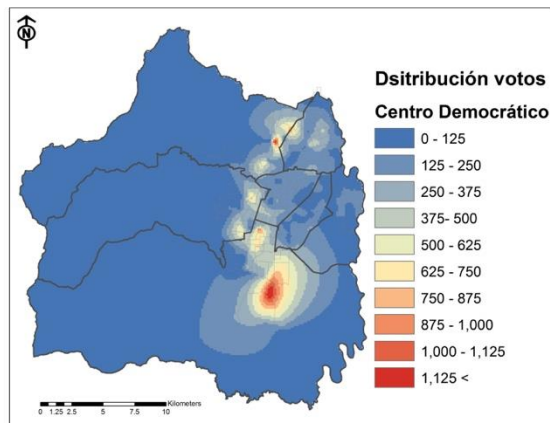 N
Dsitribución votos
Centro Democrático
0 - 125
125 - 250
250 - 375
375- 500
500 - 625
625 - 750
750 - 875
875 - 1,000
1,000 - 1,125
1,125 <
Kilometers
0 1.25 2.5 5 7.5 10